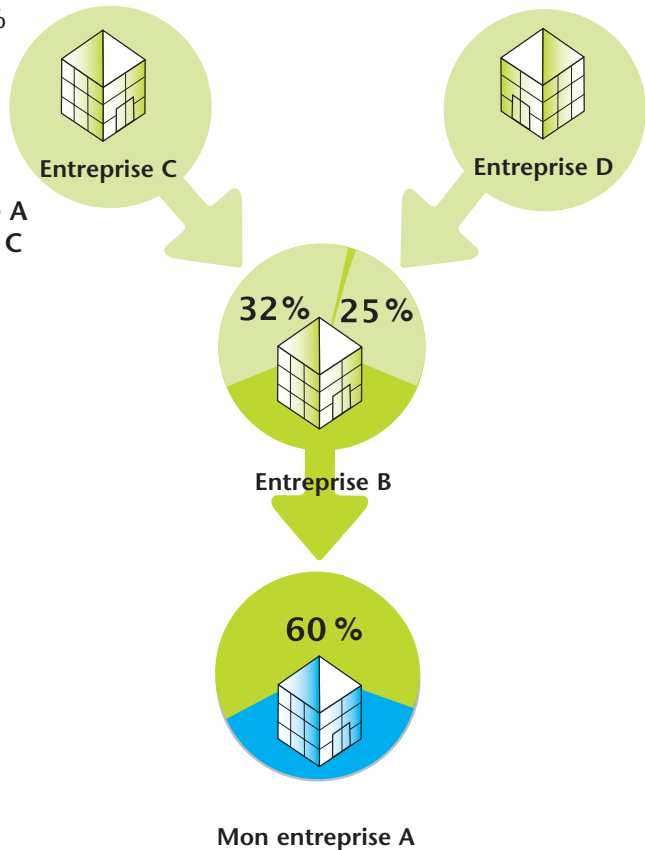 %
Entreprise C
Entreprise D
A
C
32% 25%
Entreprise B
60 %
Mon entreprise A